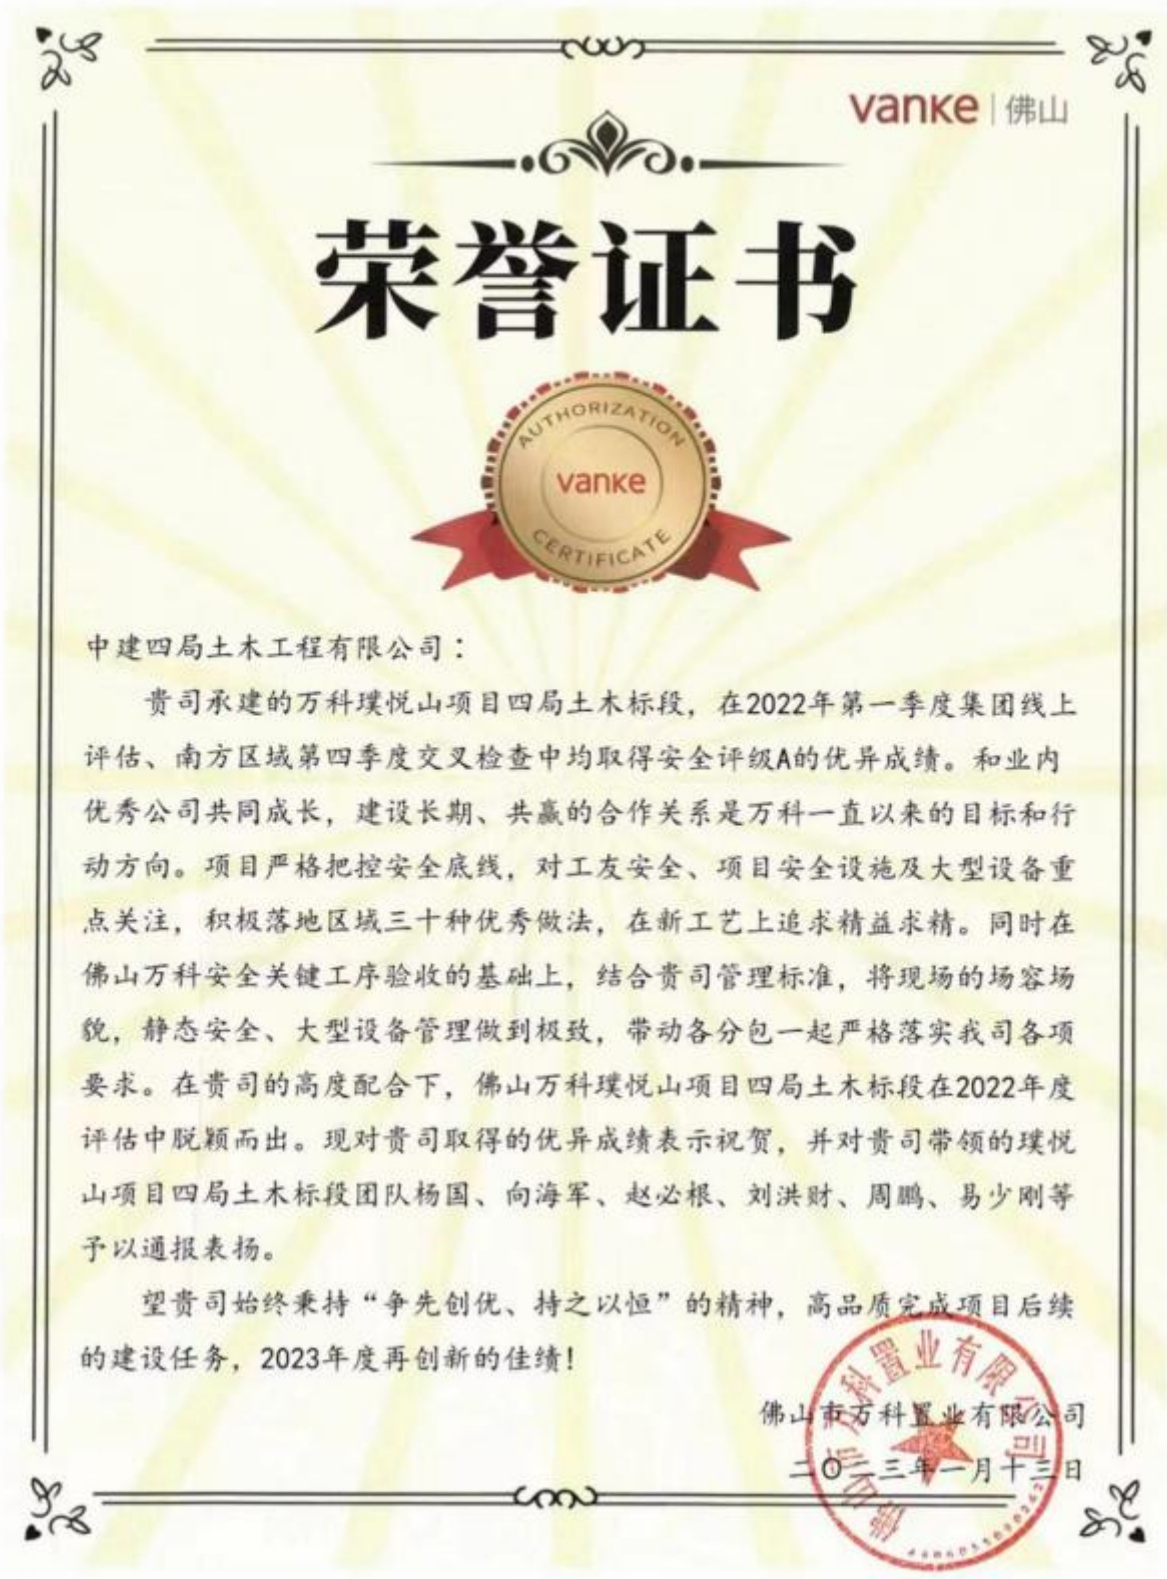 vanke | 佛山
荣誉证书
AUTHORIZATION
vanke
CERTIFICATE
中建四局土木工程有限公司：
贵司承建的万科璞悦山项目四局土木标段，在2022年第一季度集团线上
评估、南方区域第四季度交叉检查中均取得安全评级A的优异成绩。和业内
优秀公司共同成长，建设长期、共赢的合作关系是万科一直以来的目标和行
动方向。项目严格把控安全底线，对工友安全、项目安全设施及大型设备重
点关注，积极落地区域三十种优秀做法，在新工艺上追求精益求精。同时在
佛山万科安全关键工序验收的基础上，结合贵司管理标准，将现场的场容场
貌，静态安全、大型设备管理做到极致，带动各分包一起严格落实我司各项
要求。在贵司的高度配合下，佛山万科璞悦山项目四局土木标段在2022年度
评估中脱颖而出。现对贵司取得的优异成绩表示祝贺，并对贵司带领的璞悦
山项目四局土木标段团队杨国、向海军、赵必根、刘洪财、周鹏、易少刚等
予以通报表扬。
望贵司始终秉持“争先创优、持之以恒”的精神，高品质完成项目后续
的建设任务，2023年度再创新的佳绩！
佛山市万科置业有限公司
二〇二三年一月十三日
佛山市万科置业有限公司